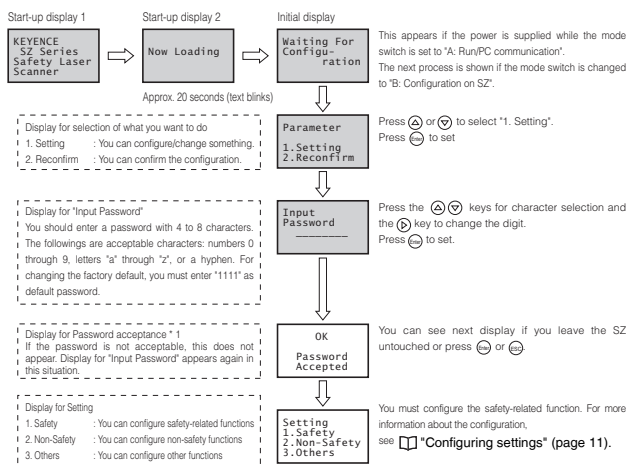 Start-up display 1
Start-up display 2
Initial display
KEYENCE
SZ Series
Safety Laser
Scanner
Now Loading
Waiting For
Configu-
ration
This appears if the power is supplied while the mode
switch is set to "A: Run/PC communication".
The next process is shown if the mode switch is changed
to "B: Configuration on SZ".
Approx. 20 seconds (text blinks)
Display for selection of what you want to do
1. Setting : You can configure/change something.
2. Reconfirm : You can confirm the configuration.
Parameter
1.Setting
2.Reconfirm
Press or to select "1. Setting".
Press Enter to set
Display for "Input Password"
You should enter a password with 4 to 8 characters.
The followings are acceptable characters: numbers 0
through 9, letters "a" through "z", or a hyphen. For
changing the factory default, you must enter "1111" as
default password.
Input
Password
________
Press the keys for character selection and
the key to change the digit.
Press Enter to set.
Display for Password acceptance * 1
If the password is not acceptable, this does not
appear. Display for "Input Password" appears again in
this situation.
OK
Password
Accepted
You can see next display if you leave the SZ
untouched or press Enter or ESC.
Display for Setting
1. Safety : You can configure safety-related functions
2. Non-Safety : You can configure non-safety functions
3. Others : You can configure other functions
Setting
1.Safety
2.Non-Safety
3.Others
You must configure the safety-related function. For more
information about the configuration,
see "Configuring settings" (page 11).